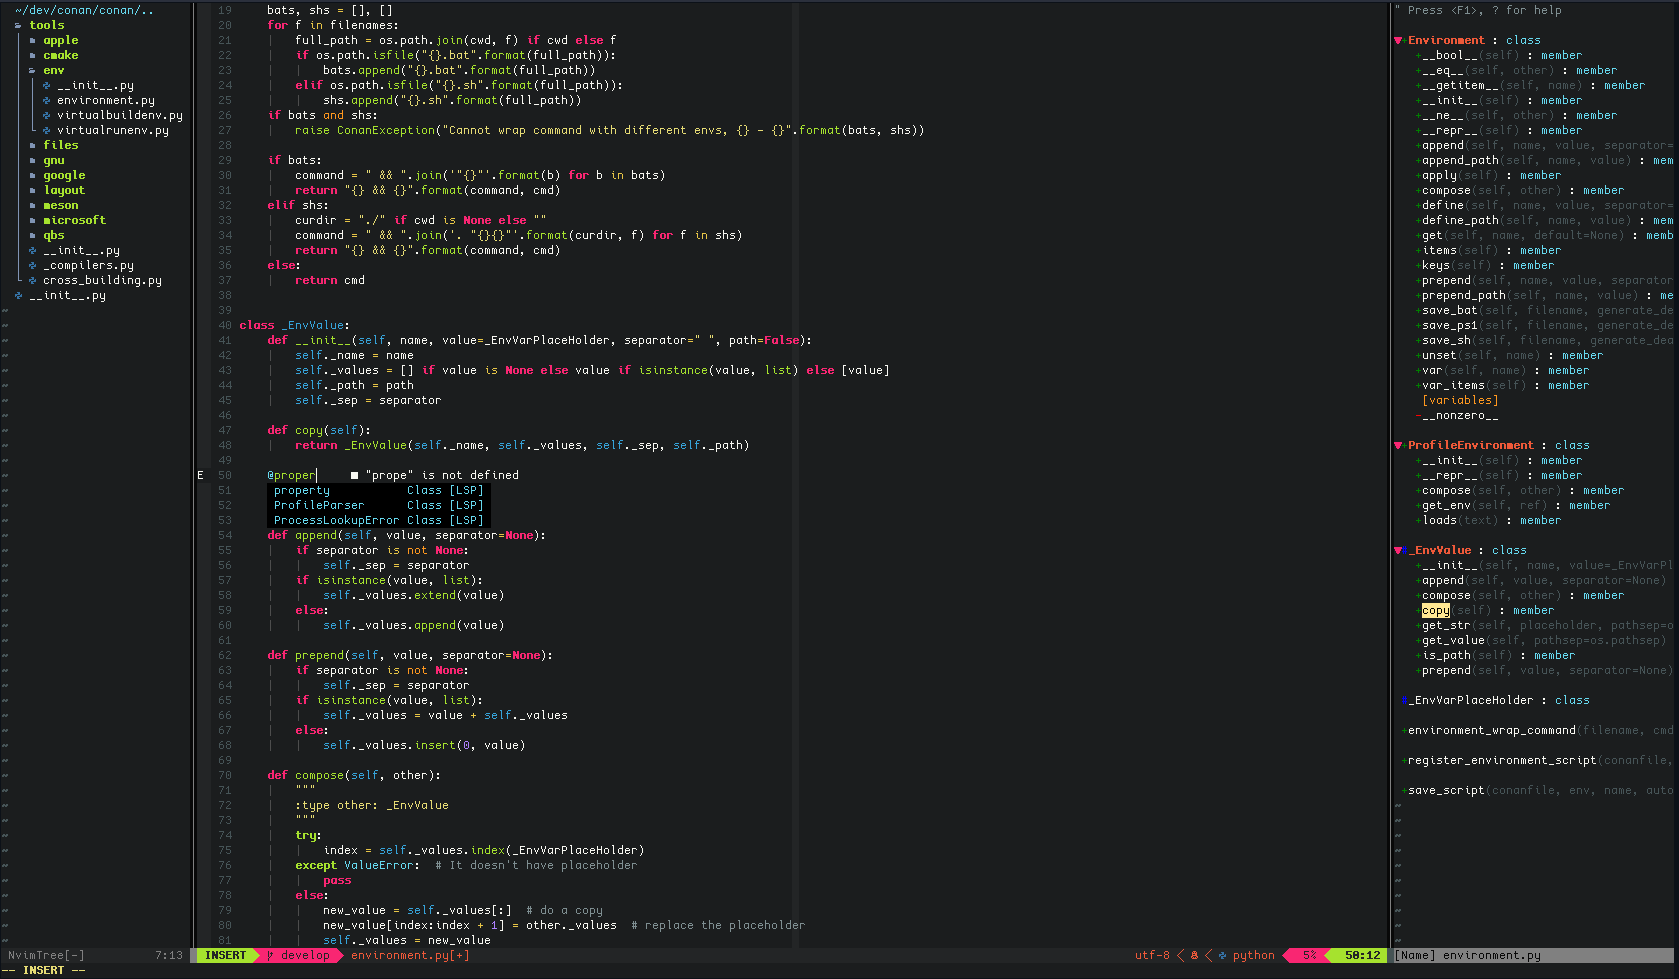 ~/dev/conan/conan/..
tools
apple
cmake
env
__init__.py
environment.py
virtualbuildenv.py
virtualrunenv.py
files
gnu
google
layout
meson
microsoft
qbs
__init__.py
_compilers.py
cross_building.py
__init__.py
NvimTree[-] 7:13
19 bats, shs = [], []
20 for f in filenames:
21 full_path = os.path.join(cwd, f) if cwd else f
22 if os.path.isfile("{}.bat".format(full_path)):
23 bats.append("{}.bat".format(full_path))
24 elif os.path.isfile("{}.sh".format(full_path)):
25 shs.append("{}.sh".format(full_path))
26 if bats and shs:
27 raise ConanException("Cannot wrap command with different envs, {} - {}".format(bats, shs))
28
29 if bats:
30 command = " && ".join('"{}"'.format(b) for b in bats)
31 return "{} && {}".format(command, cmd)
32 elif shs:
33 curdir = "./" if cwd is None else ""
34 command = " && ".join('. "{}{}"'.format(curdir, f) for f in shs)
35 return "{} && {}".format(command, cmd)
36 else:
37 return cmd
38
39
40 class _EnvValue:
41 def __init__(self, name, value=_EnvVarPlaceHolder, separator=" ", path=False):
42 self._name = name
43 self._values = [] if value is None else value if isinstance(value, list) else [value]
44 self._path = path
45 self._sep = separator
46
47 def copy(self):
48 return _EnvValue(self._name, self._values, self._sep, self._path)
49
E 50 @proper ■ "prope" is not defined
51 property Class [LSP]
52 ProfileParser Class [LSP]
53 ProcessLookupError Class [LSP]
54 def append(self, value, separator=None):
55 if separator is not None:
56 self._sep = separator
57 if isinstance(value, list):
58 self._values.extend(value)
59 else:
60 self._values.append(value)
61
62 def prepend(self, value, separator=None):
63 if separator is not None:
64 self._sep = separator
65 if isinstance(value, list):
66 self._values = value + self._values
67 else:
68 self._values.insert(0, value)
69
70 def compose(self, other):
71 """
72 :type other: _EnvValue
73 """
74 try:
75 index = self._values.index(_EnvVarPlaceHolder)
76 except ValueError: # It doesn't have placeholder
77 pass
78 else:
79 new_value = self._values[:] # do a copy
80 new_value[index:index + 1] = other._values # replace the placeholder
81 self._values = new_value
INSERT develop environment.py[+] utf-8 python 5% 50:12
-- INSERT --
" Press <F1>, ? for help
▼+Environment : class
+__bool__(self) : member
+__eq__(self, other) : member
+__getitem__(self, name) : member
+__init__(self) : member
+__ne__(self, other) : member
+__repr__(self) : member
+append(self, name, value, separator=
+append_path(self, name, value) : mem
+apply(self) : member
+compose(self, other) : member
+define(self, name, value, separator=
+define_path(self, name, value) : mem
+get(self, name, default=None) : memb
+items(self) : member
+keys(self) : member
+prepend(self, name, value, separator
+prepend_path(self, name, value) : me
+save_bat(self, filename, generate_de
+save_ps1(self, filename, generate_de
+save_sh(self, filename, generate_dea
+unset(self, name) : member
+var(self, name) : member
+var_items(self) : member
[variables]
-__nonzero__
▼+ProfileEnvironment : class
+__init__(self) : member
+__repr__(self) : member
+compose(self, other) : member
+get_env(self, ref) : member
+loads(text) : member
▼-_EnvValue : class
+__init__(self, name, value=_EnvVarPl
+append(self, value, separator=None)
+compose(self, other) : member
+copy(self) : member
+get_str(self, placeholder, pathsep=o
+get_value(self, pathsep=os.pathsep)
+is_path(self) : member
+prepend(self, value, separator=None)
-_EnvVarPlaceHolder : class
+environment_wrap_command(filename, cmd
+register_environment_script(conanfile,
+save_script(conanfile, env, name, auto
[Name] environment.py